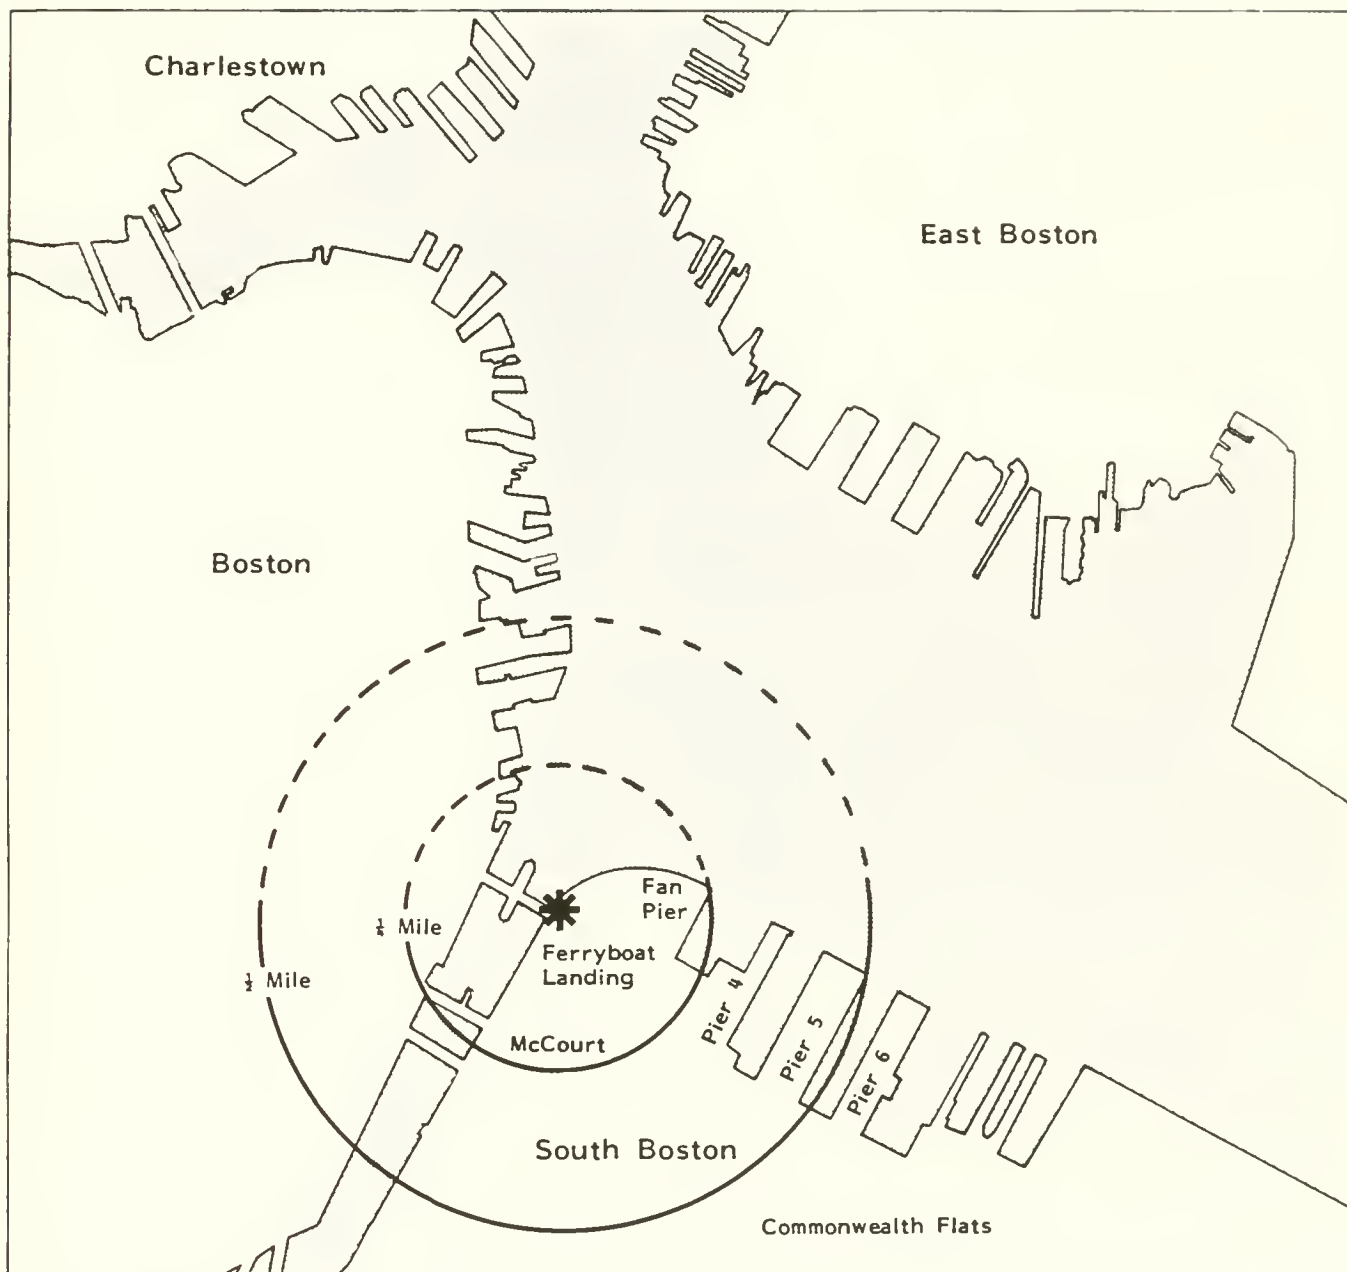 Charlestown
East Boston
Boston
Fan
Pier
¼ Mile
Ferryboat
Landing
½ Mile
Pier 4
Pier 5
Pier 6
McCourt
South Boston
Commonwealth Flats